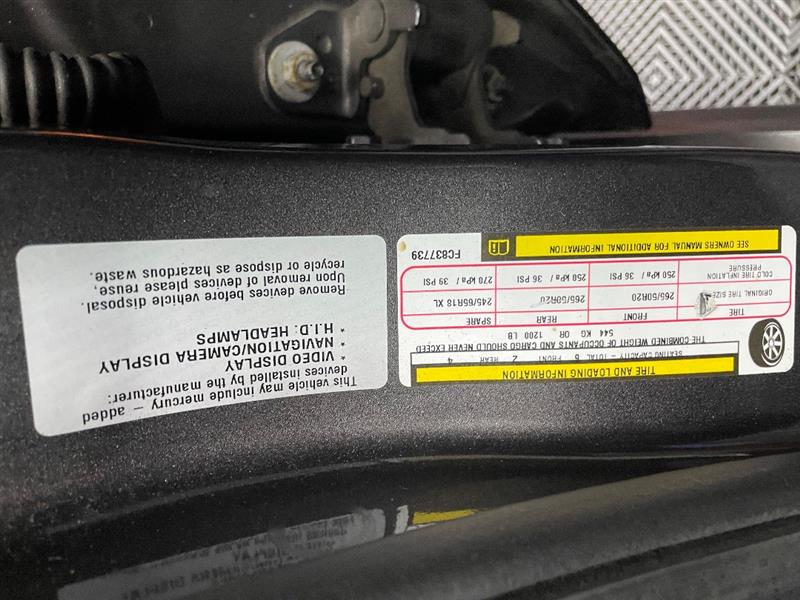 TIRE AND LOADING INFORMATION
SEATING CAPACITY - TOTAL 6 FRONT 2 REAR 4
THE COMBINED WEIGHT OF OCCUPANTS AND CARGO SHOULD NEVER EXCEED
544 KG OR 1200 LB
TIRE FRONT REAR SPARE
ORIGINAL TIRE SIZE 265/50R20 265/50R20 245/65R18 XL
COLD TIRE INFLATION PRESSURE 250 kPa / 36 PSI 250 kPa / 36 PSI 270 kPa / 39 PSI
SEE OWNERS MANUAL FOR ADDITIONAL INFORMATION
FC837739
This vehicle may include mercury – added
devices installed by the manufacturer:
* VIDEO DISPLAY
* NAVIGATION/CAMERA DISPLAY
* H.I.D. HEADLAMPS
Remove devices before vehicle disposal.
Upon removal of devices please reuse,
recycle or dispose as hazardous waste.